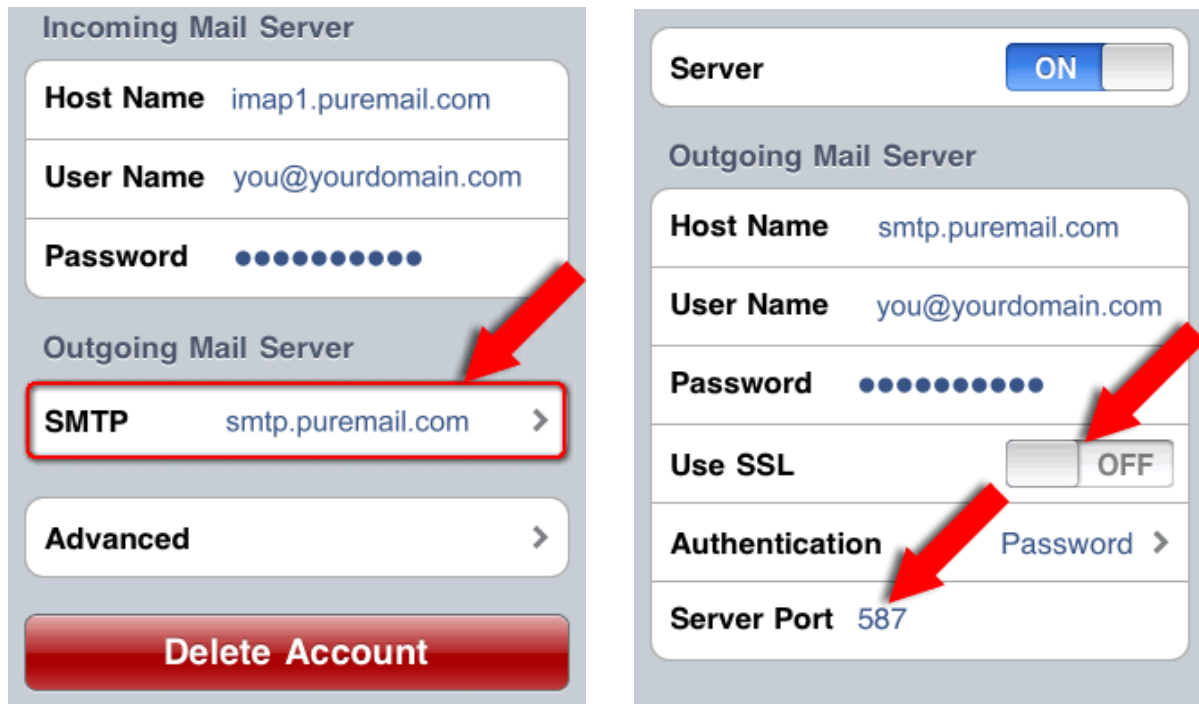 Incoming Mail Server
Host Name imap1.puremail.com
User Name you@yourdomain.com
Password ●●●●●●●●●●
Outgoing Mail Server
SMTP smtp.puremail.com >
Advanced >
Delete Account
Server ON
Outgoing Mail Server
Host Name smtp.puremail.com
User Name you@yourdomain.com
Password ●●●●●●●●●●
Use SSL OFF
Authentication Password >
Server Port 587